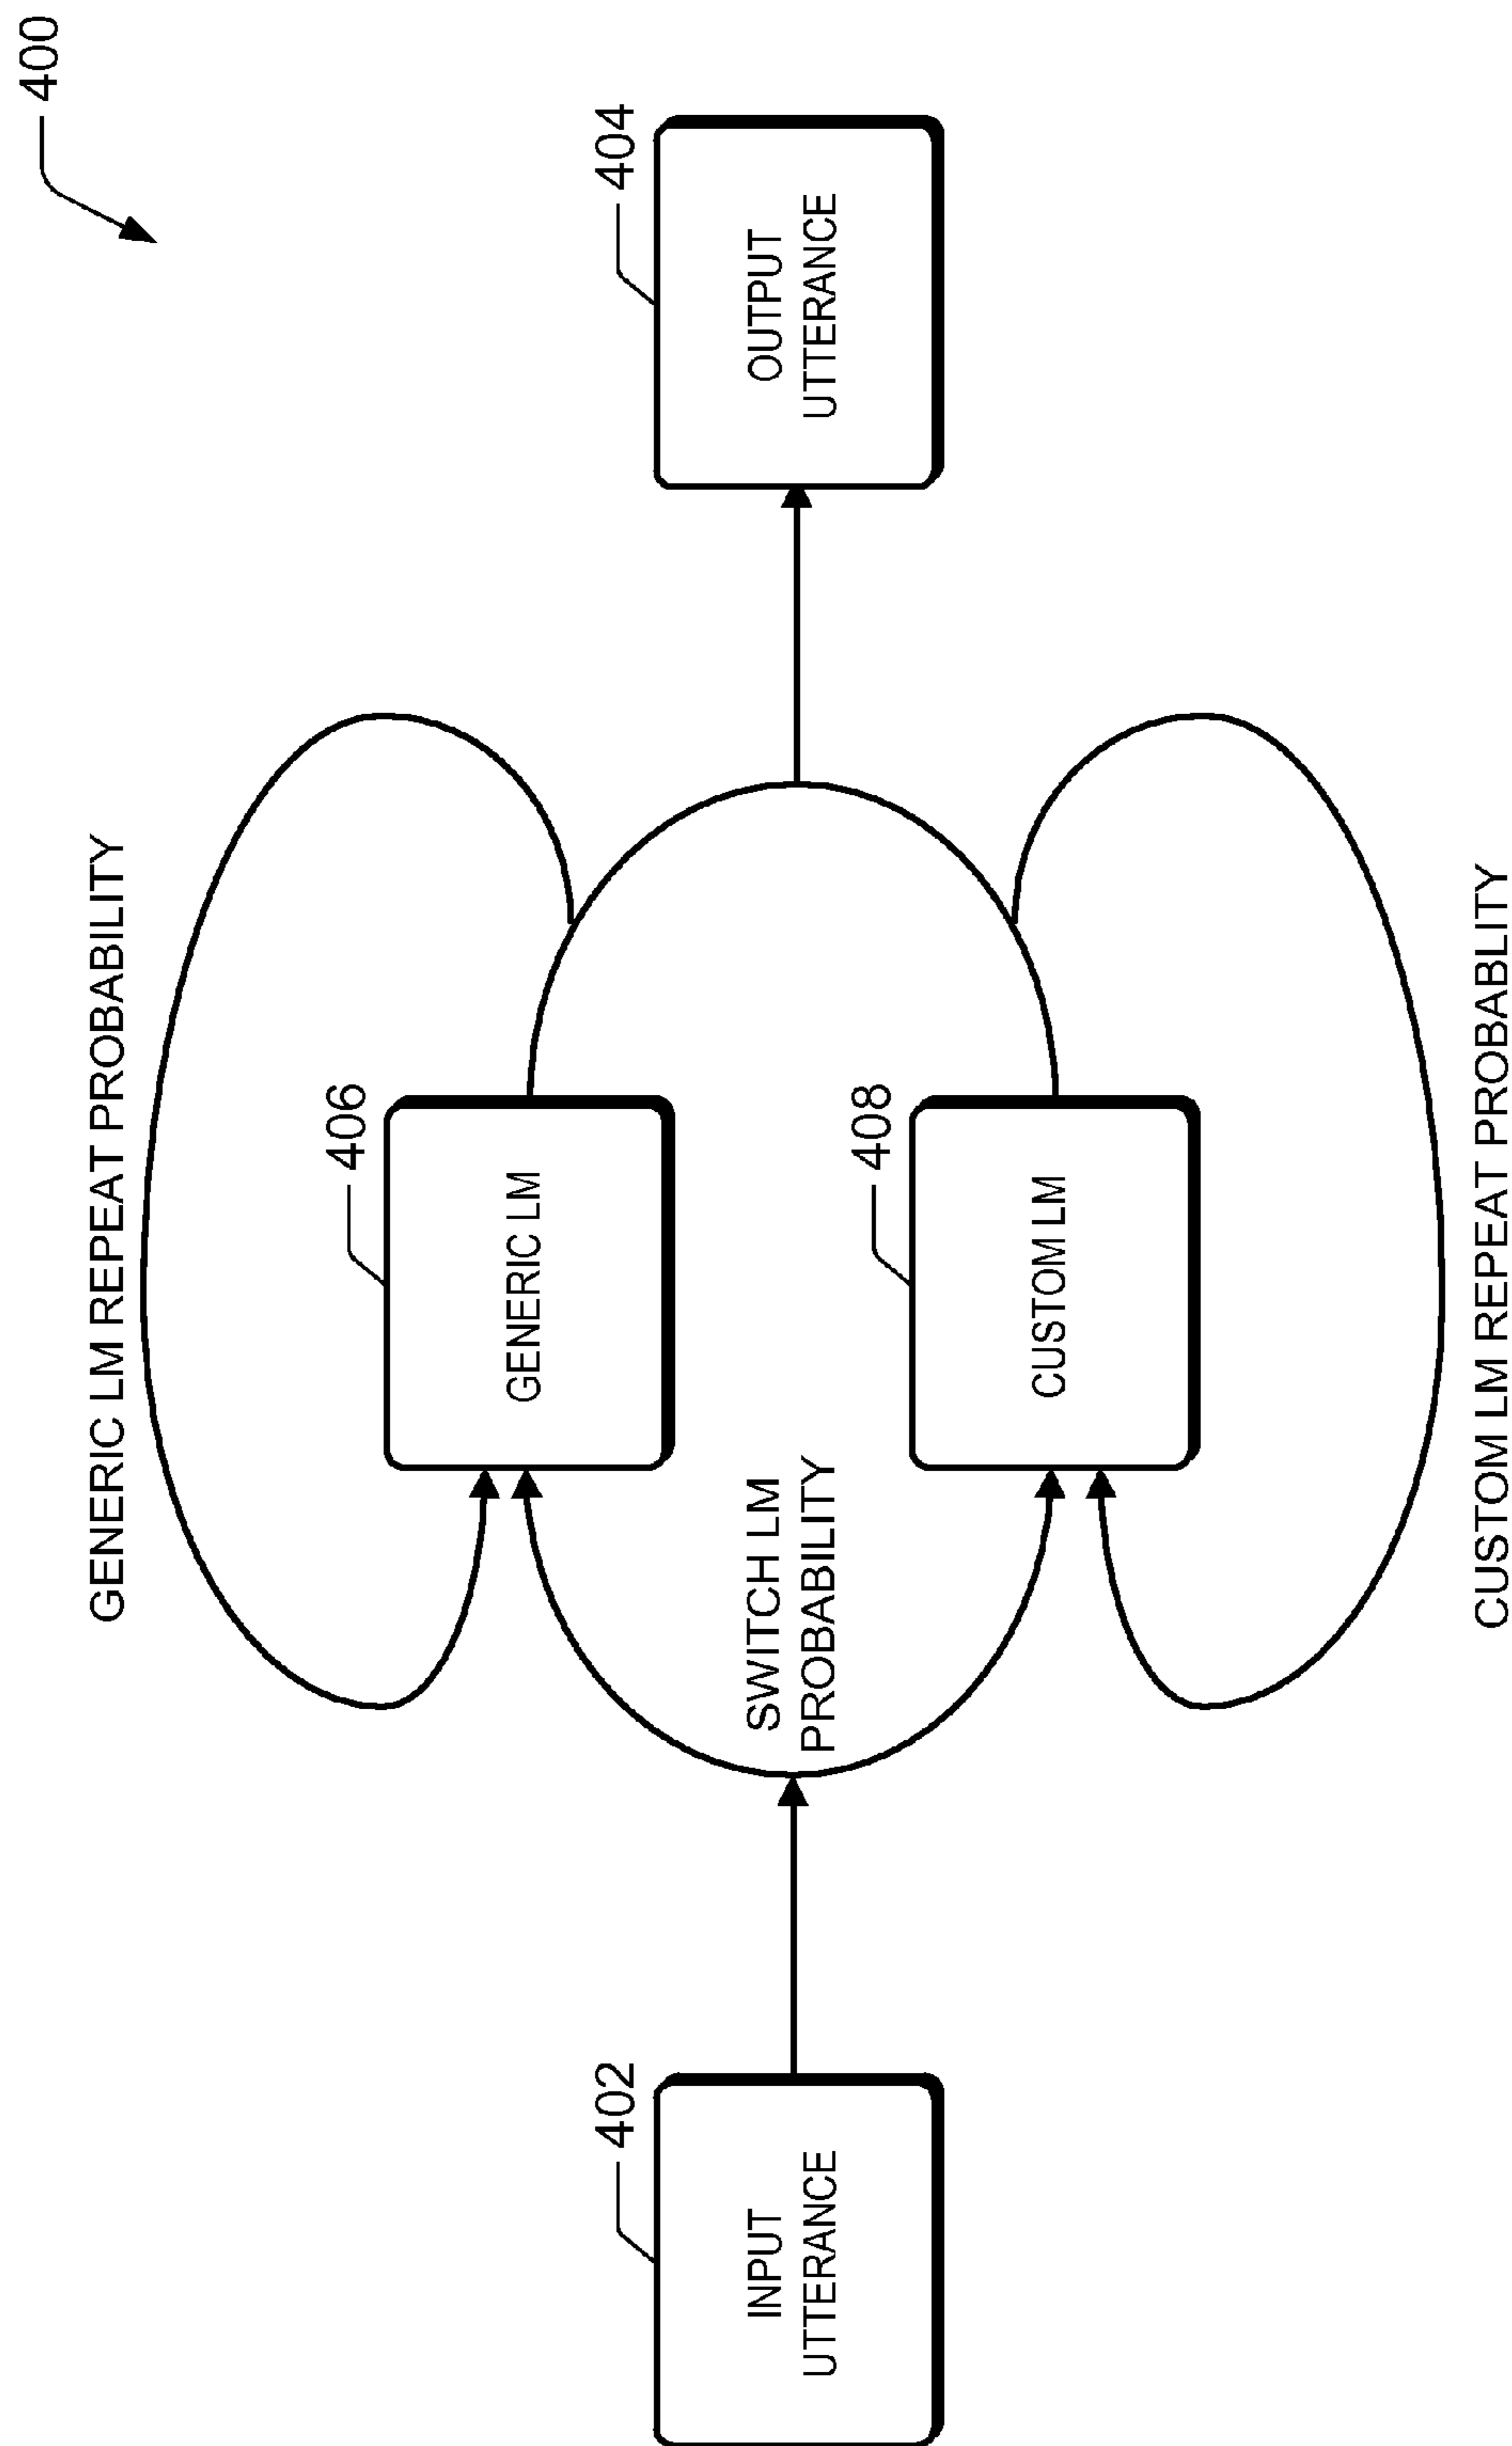 400
GENERIC LM REPEAT PROBABILITY
406
GENERIC LM
402
INPUT
UTTERANCE
SWITCH LM
PROBABILITY
404
OUTPUT
UTTERANCE
408
CUSTOM LM
CUSTOM LM REPEAT PROBABILITY